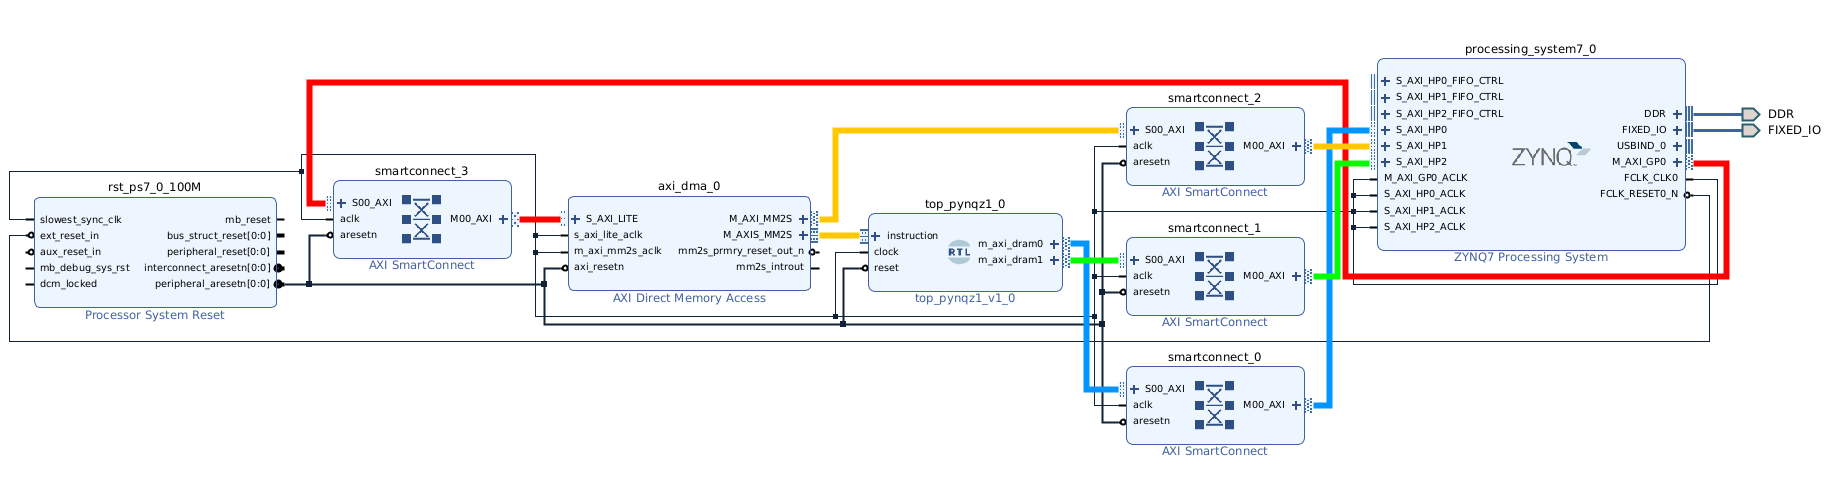 rst_ps7_0_100M
slowest_sync_clk
ext_reset_in
aux_reset_in
mb_debug_sys_rst
dcm_locked
mb_reset
bus_struct_reset[0:0]
peripheral_reset[0:0]
interconnect_aresetn[0:0]
peripheral_aresetn[0:0]
Processor System Reset
smartconnect_3
S00_AXI
aclk
aresetn
M00_AXI
AXI SmartConnect
axi_dma_0
S_AXI_LITE
s_axi_lite_aclk
m_axi_mm2s_aclk
axi_resetn
M_AXI_MM2S
M_AXIS_MM2S
mm2s_prmry_reset_out_n
mm2s_introut
AXI Direct Memory Access
top_pynqz1_0
instruction
clock
reset
RTL
m_axi_dram0
m_axi_dram1
top_pynqz1_v1_0
smartconnect_2
S00_AXI
aclk
aresetn
M00_AXI
AXI SmartConnect
smartconnect_1
S00_AXI
aclk
aresetn
M00_AXI
AXI SmartConnect
smartconnect_0
S00_AXI
aclk
aresetn
M00_AXI
AXI SmartConnect
processing_system7_0
S_AXI_HP0_FIFO_CTRL
S_AXI_HP1_FIFO_CTRL
S_AXI_HP2_FIFO_CTRL
S_AXI_HP0
S_AXI_HP1
S_AXI_HP2
M_AXI_GP0_ACLK
S_AXI_HP0_ACLK
S_AXI_HP1_ACLK
S_AXI_HP2_ACLK
ZYNQ
DDR
FIXED_IO
USBIND_0
M_AXI_GP0
FCLK_CLK0
FCLK_RESET0_N
ZYNQ7 Processing System
DDR
FIXED_IO